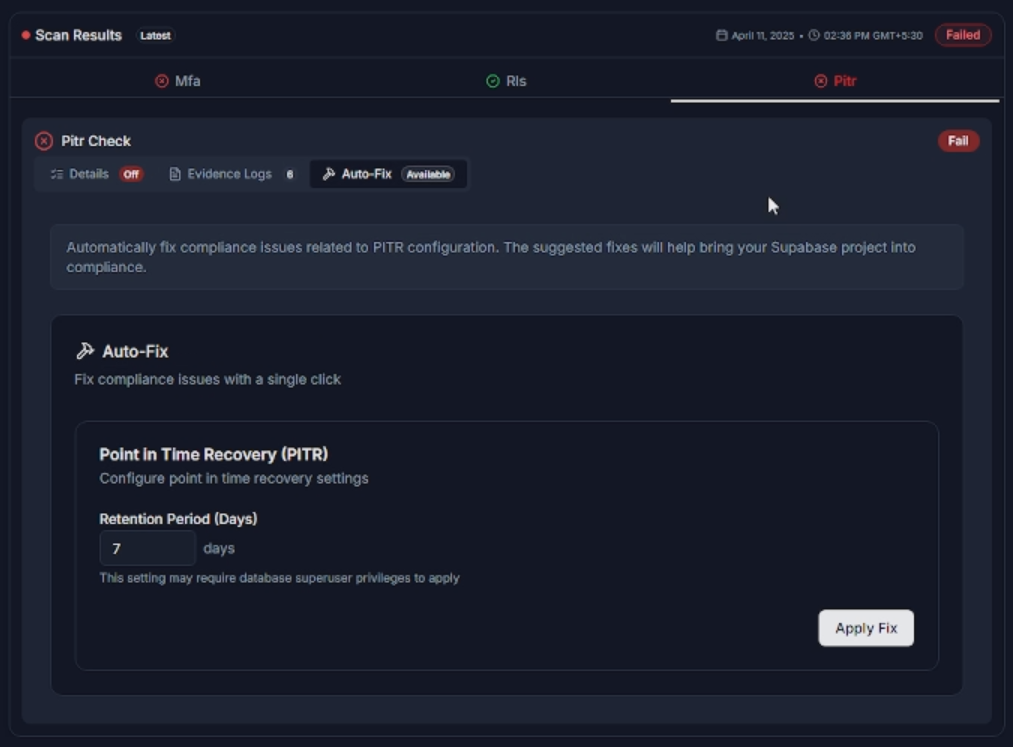 Scan Results Latest April 11, 2025 • 02:36 PM GMT+5:30 Failed
Mfa Rls Pitr
Pitr Check Fail
Details Off Evidence Logs 6 Auto-Fix Available
Automatically fix compliance issues related to PITR configuration. The suggested fixes will help bring your Supabase project into
compliance.
Auto-Fix
Fix compliance issues with a single click
Point in Time Recovery (PITR)
Configure point in time recovery settings
Retention Period (Days)
7 days
This setting may require database superuser privileges to apply
Apply Fix